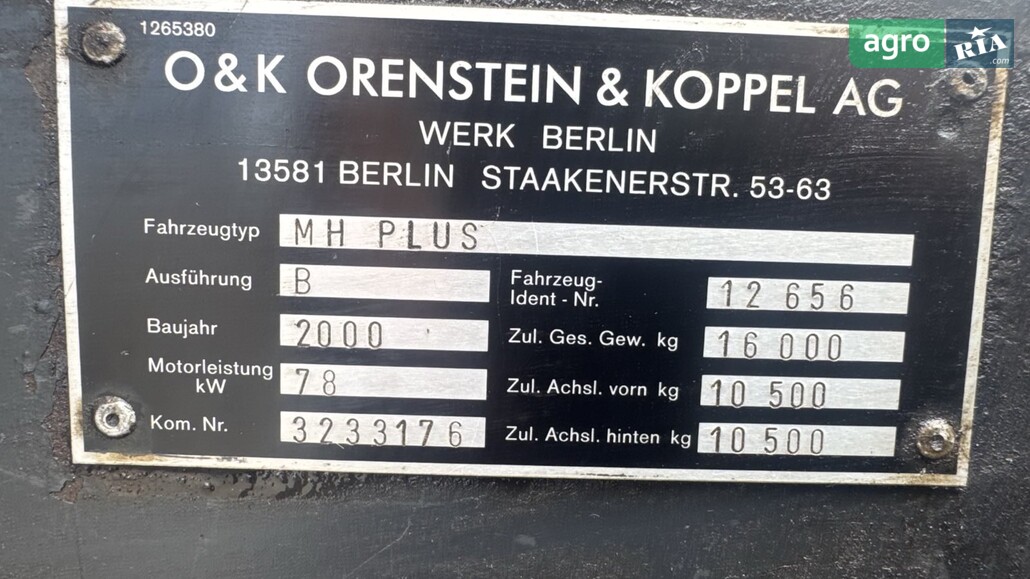 1265380
agro RIA.com
O & K ORENSTEIN & KOPPEL AG
WERK BERLIN
13581 BERLIN STAAKENERSTR. 53-63
Fahrzeugtyp MH PLUS
Ausführung B
Fahrzeug-
Ident - Nr. 12 656
Baujahr 2000
Zul. Ges. Gew. kg 16 000
Motorleistung
kW 78
Zul. Achsl. vorn kg 10 500
Kom. Nr. 3233176
Zul. Achsl. hinten kg 10 500